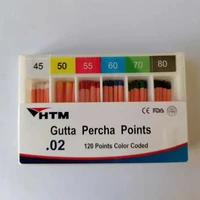 45 50 55 60 70 80
HTM
Gutta Percha Points
.02
CE FDA
120 Points Color Coded